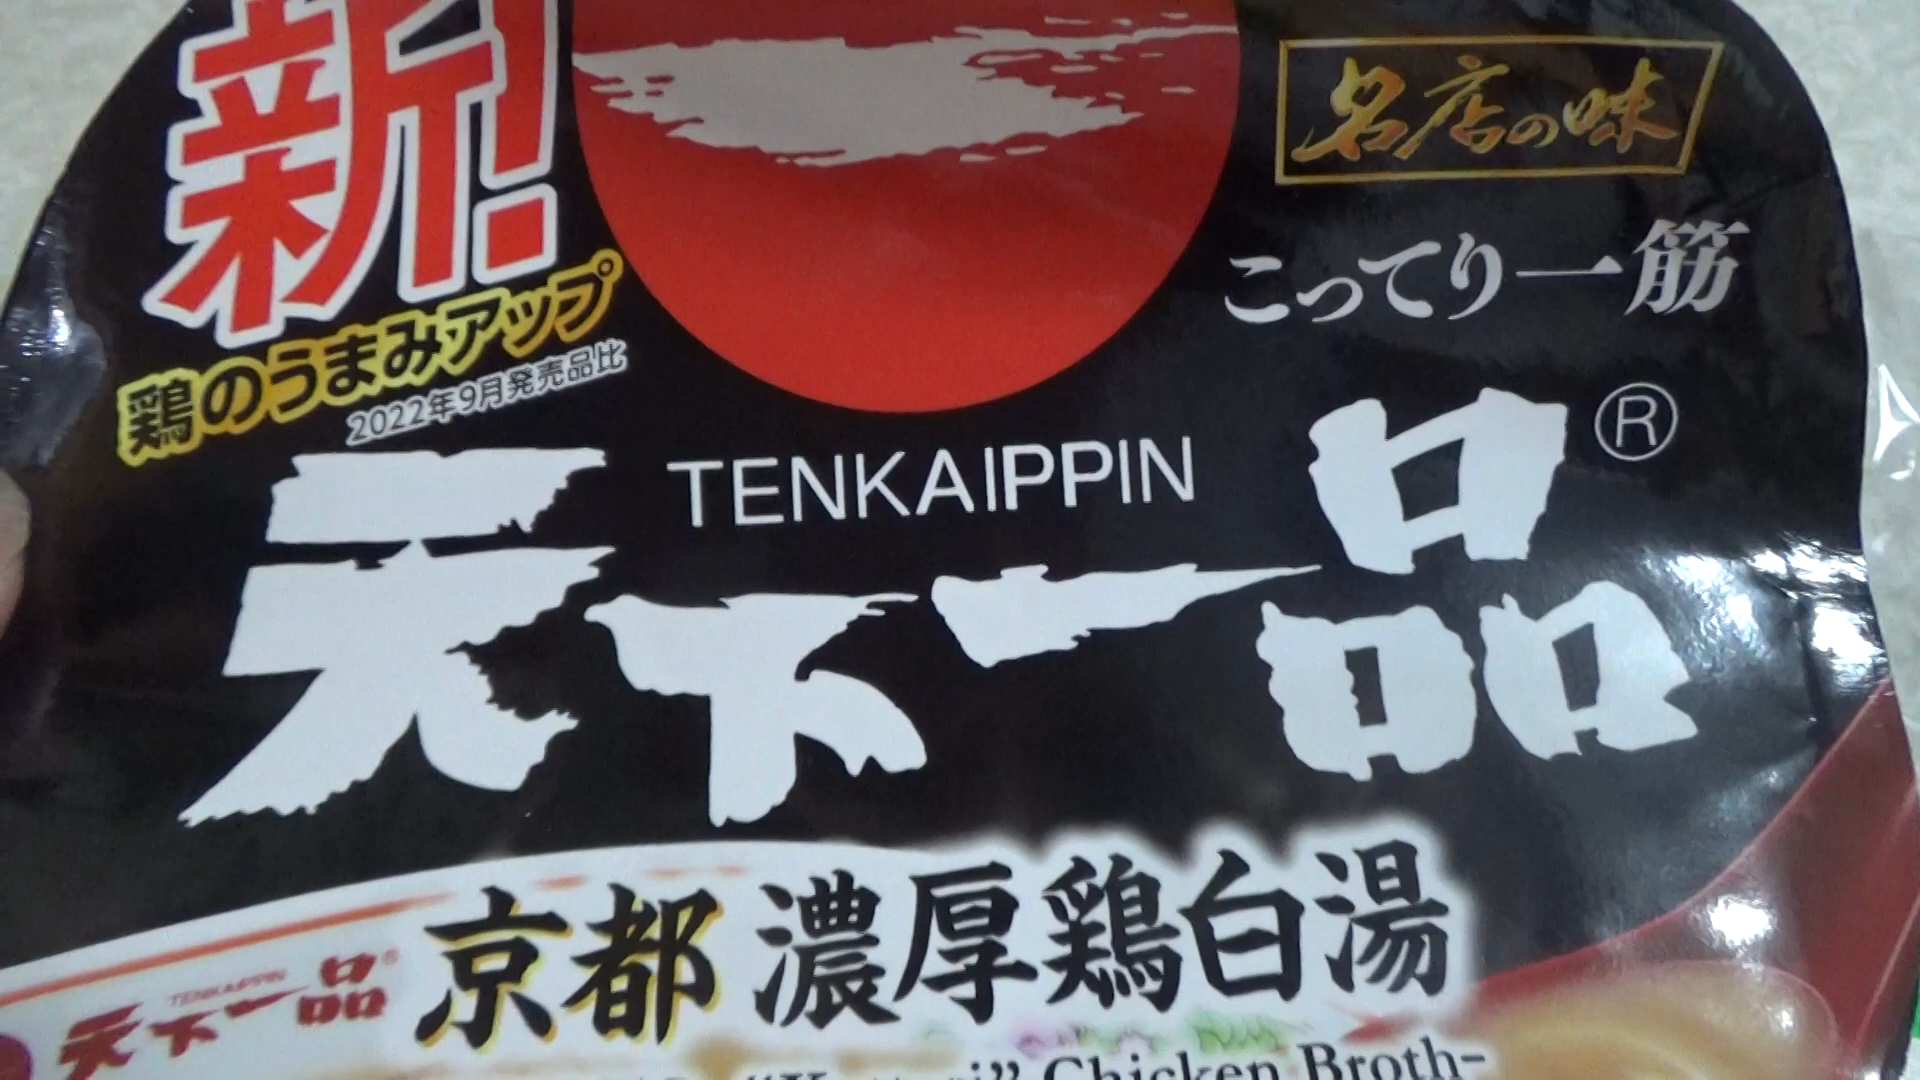 新!
鶏のうまみアップ
2022年9月発売品比
名店の味
こってり一筋
TENKAIPPIN
天下一品®
TENKAIPPIN
天下一品®
京都 濃厚鶏白湯
Chicken Broth-